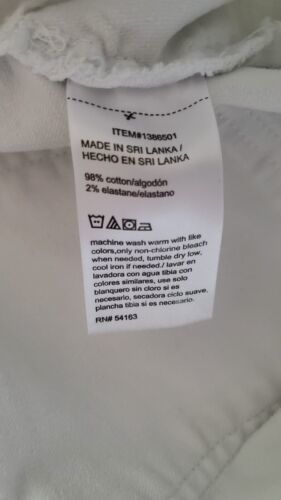 ITEM#1386501
MADE IN SRI LANKA /
HECHO EN SRI LANKA
98% cotton/algodón
2% elastane/elastano
machine wash warm with like
colors,only non-chlorine bleach
when needed, tumble dry low,
cool iron if needed./ lavar en
lavadora con agua tibia con
colores similares, use solo
blanquero sin cloro si es
necesario, secadora ciclo suave,
plancha tibia si es necesario.
RN# 54163